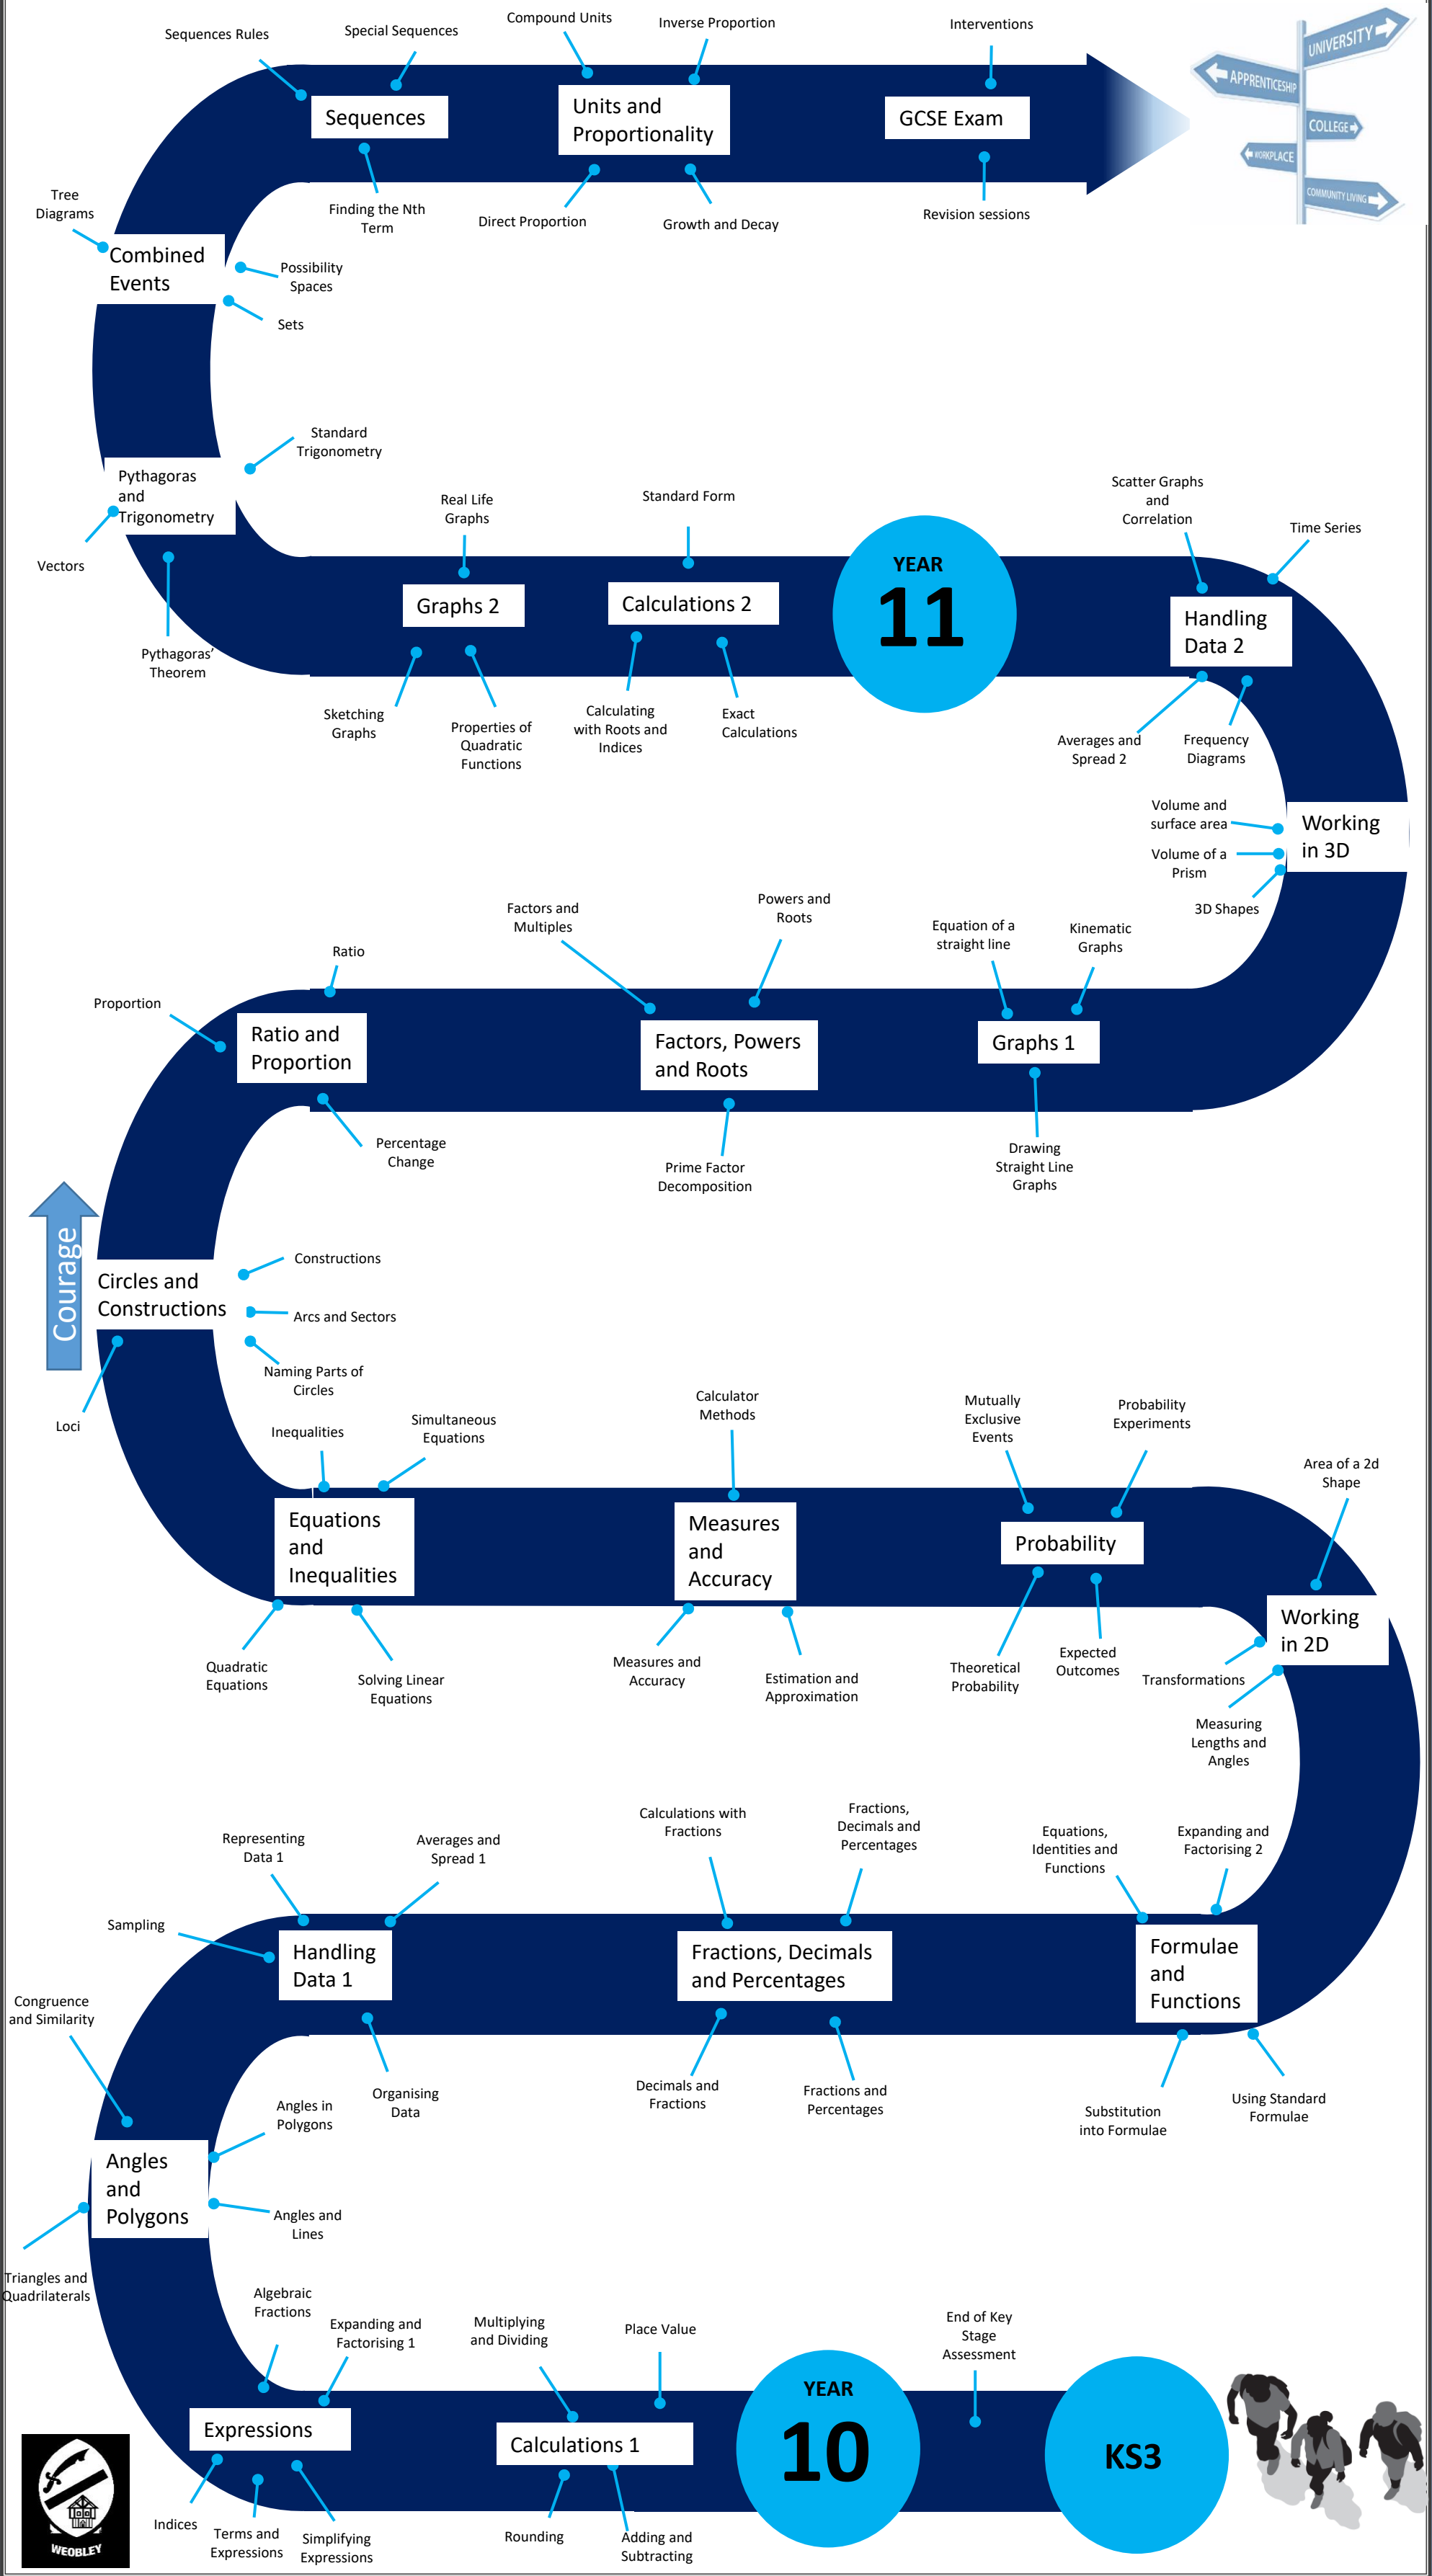 Sequences Rules
Special Sequences
Compound Units
Inverse Proportion
Interventions
UNIVERSITY
APPRENTICESHIP
COLLEGE
WORKPLACE
COMMUNITY LIVING
Sequences
Units and
Proportionality
GCSE Exam
Finding the Nth
Term
Direct Proportion
Growth and Decay
Revision sessions
Tree
Diagrams
Combined
Events
Possibility
Spaces
Sets
Standard
Trigonometry
Pythagoras
and
Trigonometry
Vectors
Pythagoras’
Theorem
Real Life
Graphs
Standard Form
Graphs 2
Calculations 2
YEAR
11
Scatter Graphs
and
Correlation
Time Series
Handling
Data 2
Sketching
Graphs
Properties of
Quadratic
Functions
Calculating
with Roots and
Indices
Exact
Calculations
Averages and
Spread 2
Frequency
Diagrams
Volume and
surface area
Volume of a
Prism
3D Shapes
Working
in 3D
Proportion
Ratio
Factors and
Multiples
Powers and
Roots
Equation of a
straight line
Kinematic
Graphs
Ratio and
Proportion
Factors, Powers
and Roots
Graphs 1
Percentage
Change
Prime Factor
Decomposition
Drawing
Straight Line
Graphs
Courage
Circles and
Constructions
Constructions
Arcs and Sectors
Naming Parts of
Circles
Loci
Inequalities
Simultaneous
Equations
Calculator
Methods
Mutually
Exclusive
Events
Probability
Experiments
Area of a 2d
Shape
Equations
and
Inequalities
Measures
and
Accuracy
Probability
Working
in 2D
Quadratic
Equations
Solving Linear
Equations
Measures and
Accuracy
Estimation and
Approximation
Theoretical
Probability
Expected
Outcomes
Transformations
Measuring
Lengths and
Angles
Sampling
Representing
Data 1
Averages and
Spread 1
Calculations with
Fractions
Fractions,
Decimals and
Percentages
Equations,
Identities and
Functions
Expanding and
Factorising 2
Handling
Data 1
Fractions, Decimals
and Percentages
Formulae
and
Functions
Organising
Data
Decimals and
Fractions
Fractions and
Percentages
Substitution
into Formulae
Using Standard
Formulae
Congruence
and Similarity
Angles in
Polygons
Angles
and
Polygons
Angles and
Lines
Triangles and
Quadrilaterals
Algebraic
Fractions
Expanding and
Factorising 1
Multiplying
and Dividing
Place Value
End of Key
Stage
Assessment
Expressions
Calculations 1
YEAR
10
KS3
Indices
Terms and
Expressions
Simplifying
Expressions
Rounding
Adding and
Subtracting
WEOBLEY